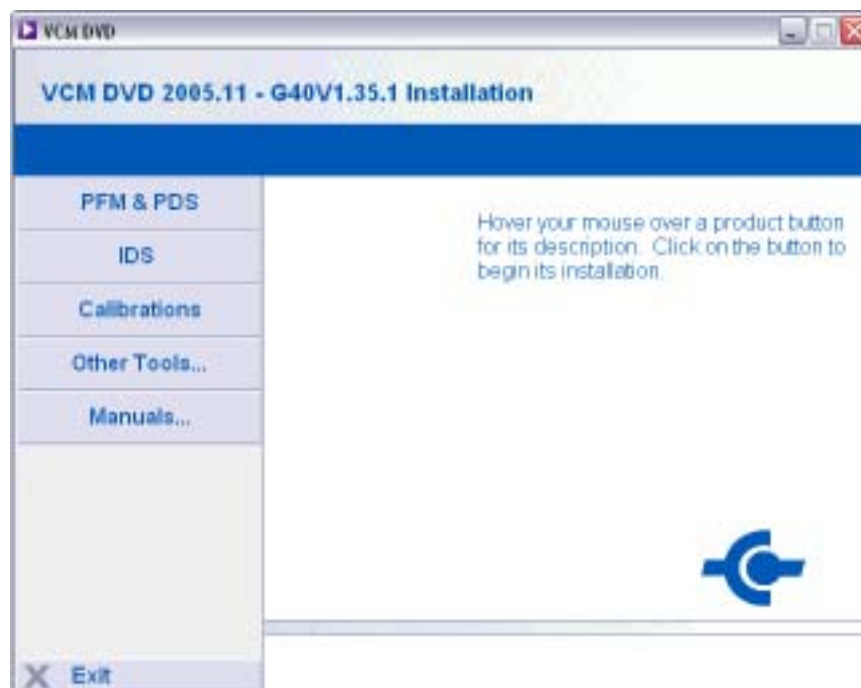 VCM DVD
VCM DVD 2005.11 - G40V1.35.1 Installation
PFM & PDS
IDS
Calibrations
Other Tools...
Manuals...
Hover your mouse over a product button
for its description. Click on the button to
begin its installation.
Exit